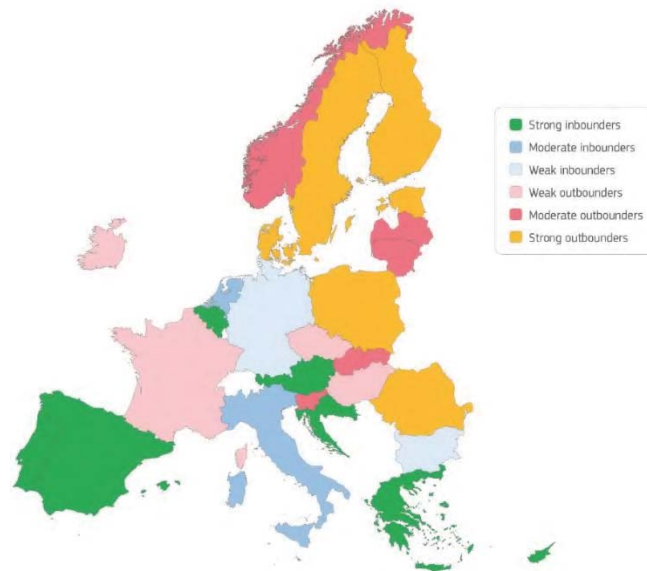 Strong inbounders
Moderate inbounders
Weak inbounders
Weak outbounders
Moderate outbounders
Strong outbounders